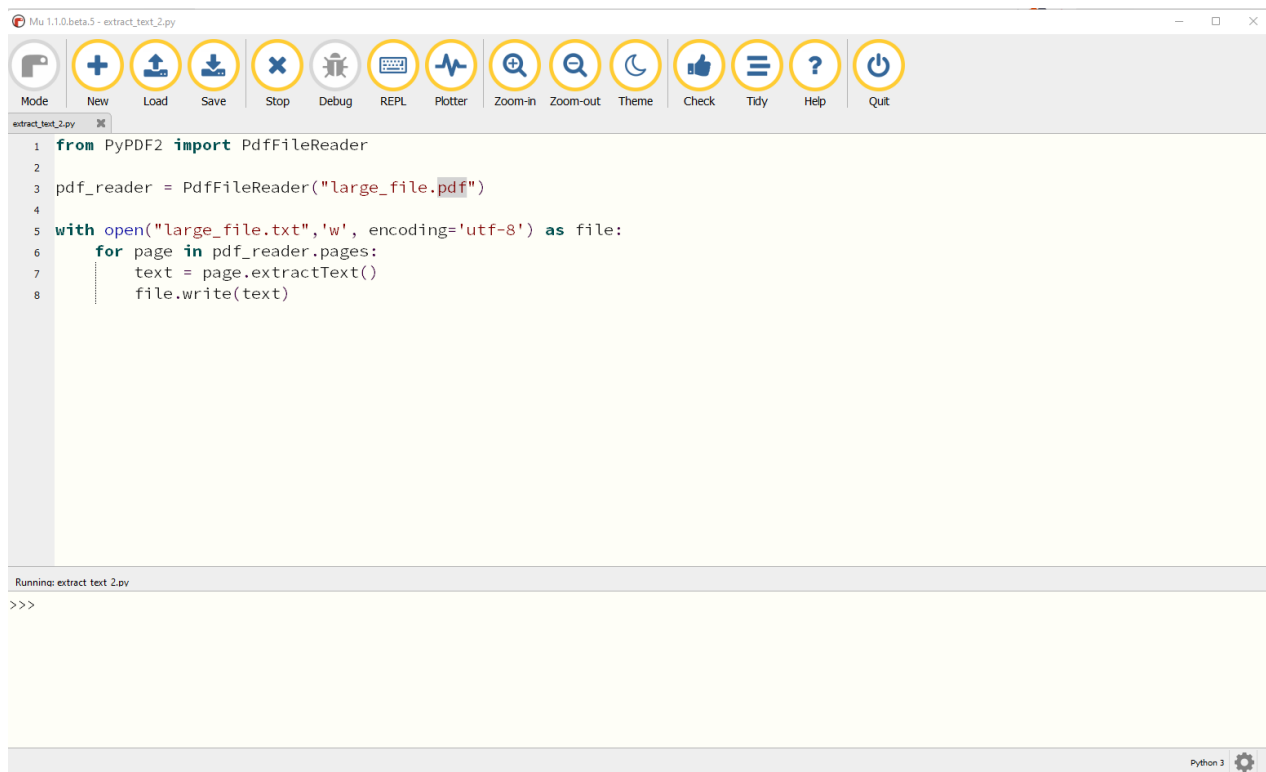 Mu 1.1.0.beta.5 - extract_text_2.py
Mode New Load Save Stop Debug REPL Plotter Zoom-in Zoom-out Theme Check Tidy Help Quit
extract_text_2.py
1 from PyPDF2 import PdfFileReader
2
3 pdf_reader = PdfFileReader("large_file.pdf")
4
5 with open("large_file.txt",'w', encoding='utf-8') as file:
6     for page in pdf_reader.pages:
7         text = page.extractText()
8         file.write(text)
Running: extract_text_2.py
>>>
Python 3